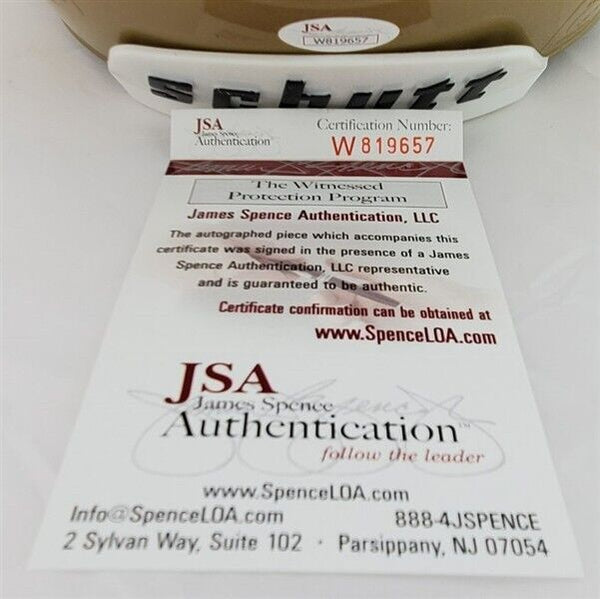 JSA
W819657
schutt
JSA
James Spence
Authentication
Certification Number:
W819657
The Witnessed
Protection Program
James Spence Authentication, LLC
The autographed piece which accompanies this
certificate was signed in the presence of a James
Spence Authentication, LLC representative
and is guaranteed to be authentic.
Certificate confirmation can be obtained at
www.SpenceLOA.com
JSA
James Spence
Authentication™
follow the leader
www.SpenceLOA.com
Info@SpenceLOA.com
888-4JSPENCE
2 Sylvan Way, Suite 102 · Parsippany, NJ 07054